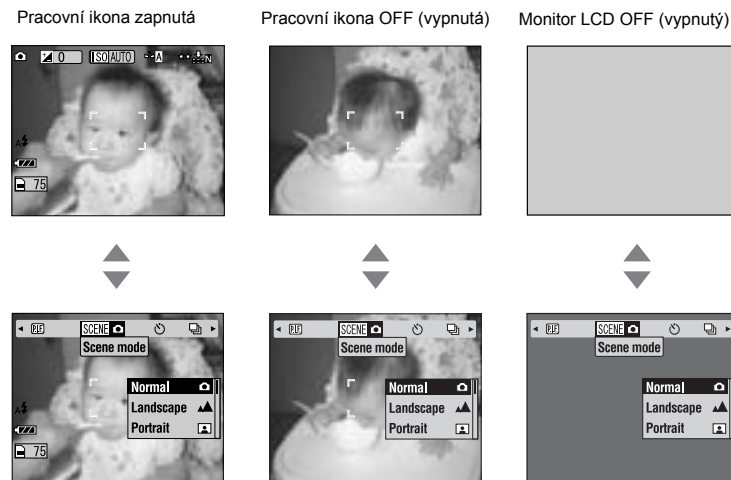 Pracovní ikona zapnutá
Pracovní ikona OFF (vypnutá)
Monitor LCD OFF (vypnutý)
0 ISO AUTO A N
A
75
P.I.F SCENE
Scene mode
Normal
Landscape
Portrait
A
75
P.I.F SCENE
Scene mode
Normal
Landscape
Portrait
P.I.F SCENE
Scene mode
Normal
Landscape
Portrait